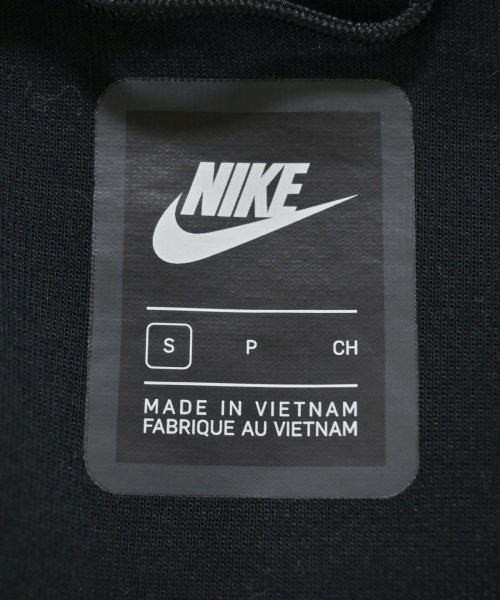 NIKE
S P CH
MADE IN VIETNAM
FABRIQUE AU VIETNAM